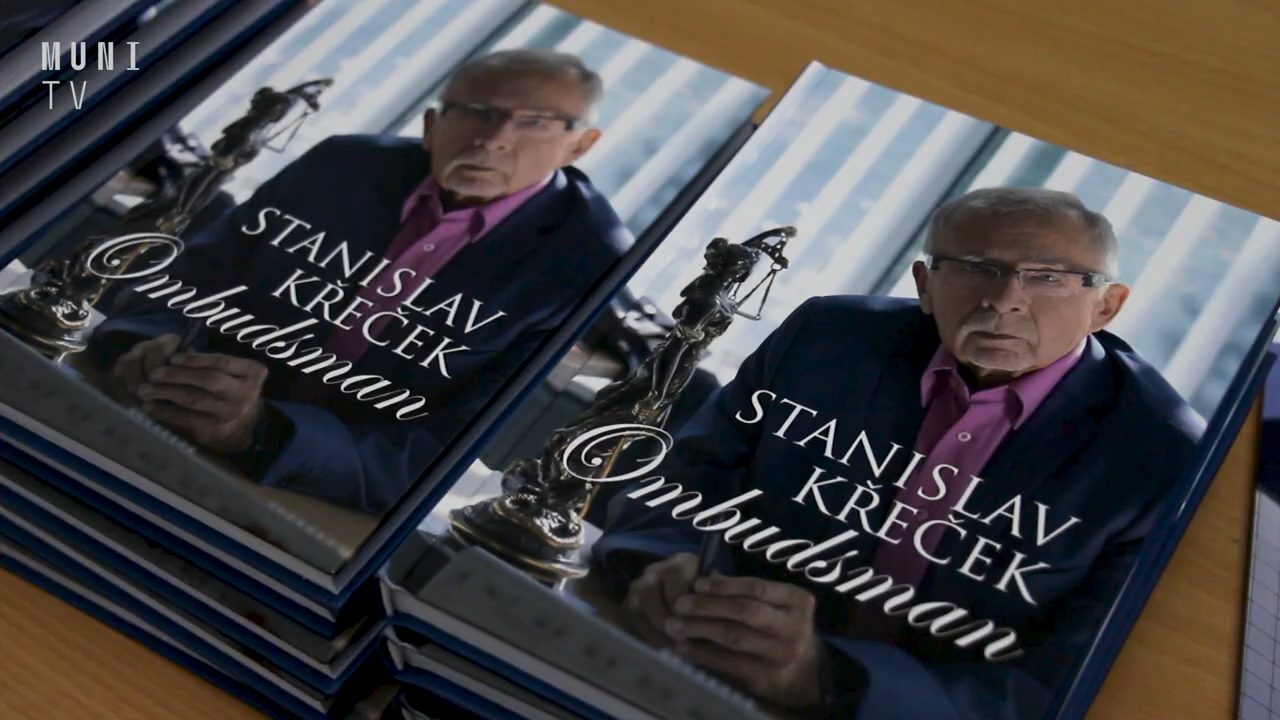 MUNI
TV
STANISLAV
KŘEČEK
Ombudsman
STANISLAV
KŘEČEK
Ombudsman